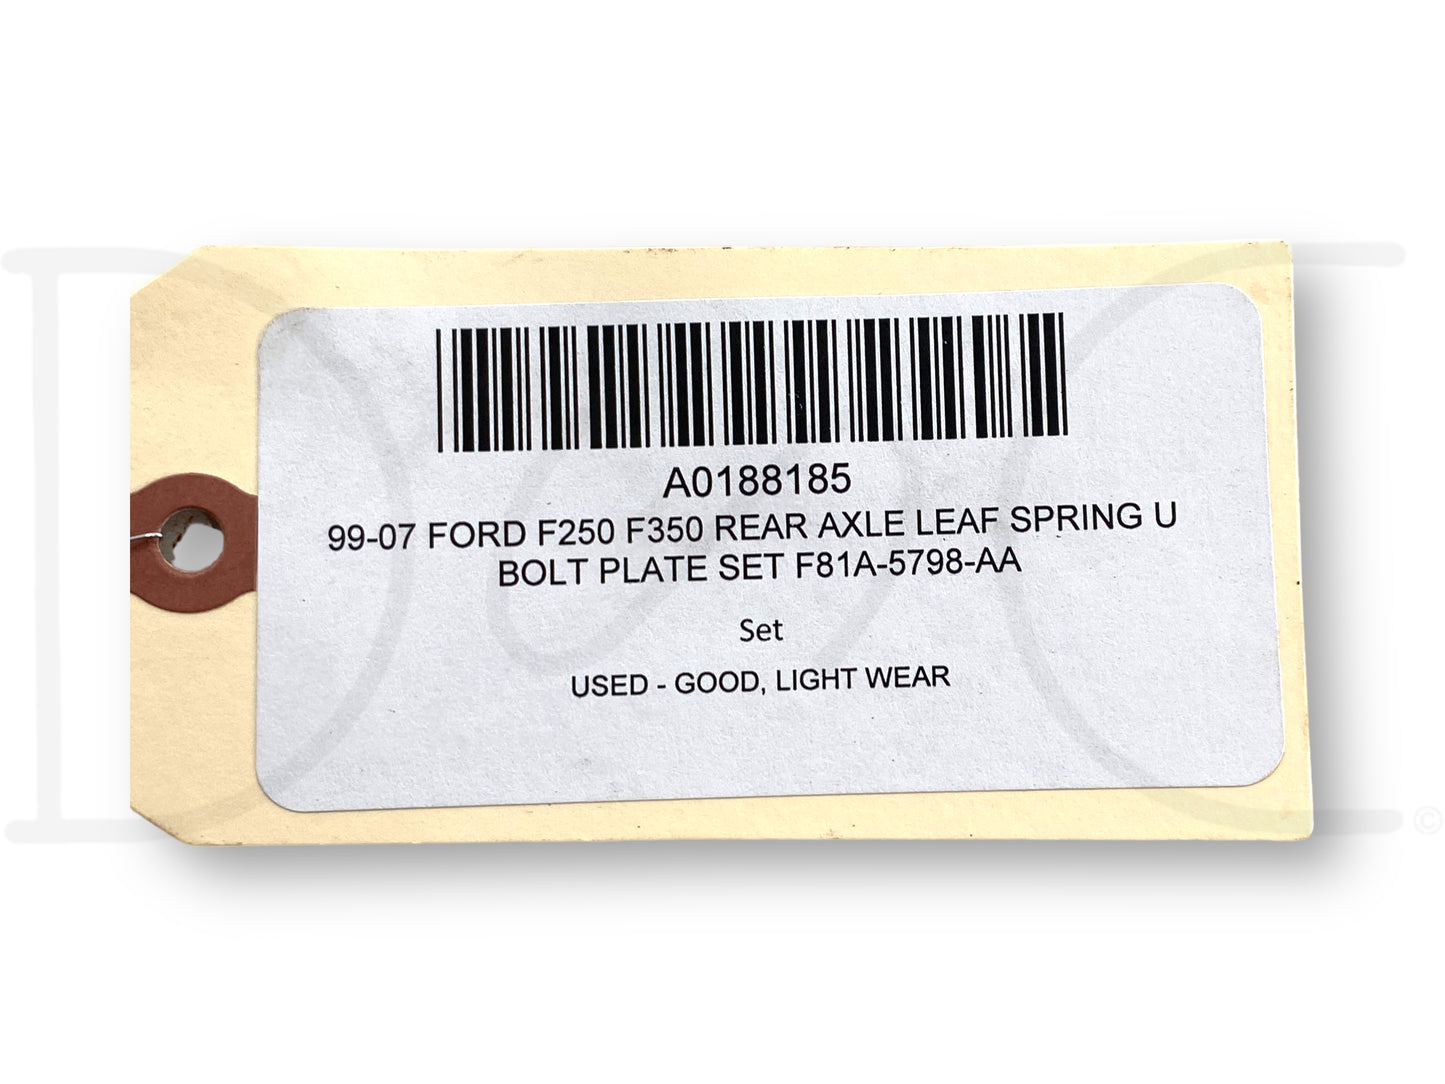 A0188185
99-07 FORD F250 F350 REAR AXLE LEAF SPRING U
BOLT PLATE SET F81A-5798-AA
Set
USED - GOOD, LIGHT WEAR
©